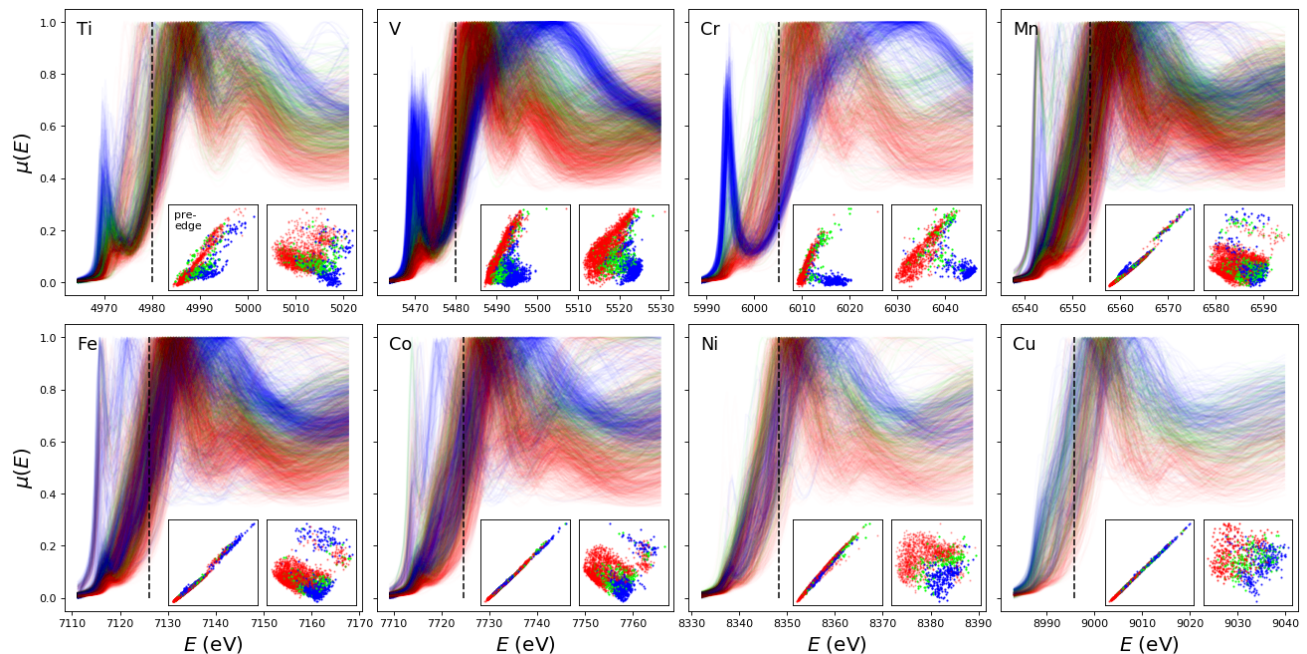 Ti
V
Cr
Mn
1.0
0.8
0.6
0.4
0.2
0.0
μ(E)
pre-
edge
4970 4980 4990 5000 5010 5020
5470 5480 5490 5500 5510 5520 5530
5990 6000 6010 6020 6030 6040
6540 6550 6560 6570 6580 6590
Fe
Co
Ni
Cu
1.0
0.8
0.6
0.4
0.2
0.0
μ(E)
7110 7120 7130 7140 7150 7160 7170
7710 7720 7730 7740 7750 7760
8330 8340 8350 8360 8370 8380 8390
8990 9000 9010 9020 9030 9040
E (eV)
E (eV)
E (eV)
E (eV)